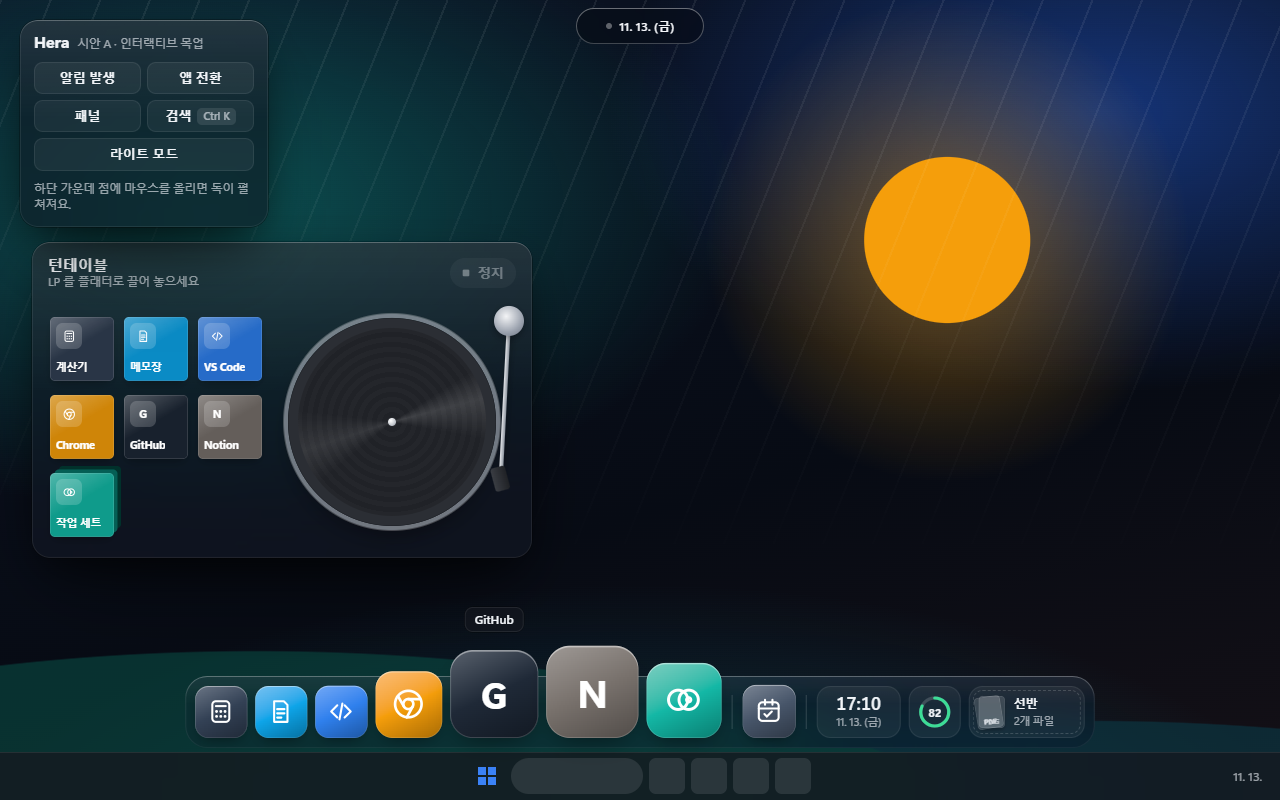 11. 13. (금)
Hera 시안 A · 인터랙티브 목업
알림 발생
앱 전환
패널
검색 Ctrl K
라이트 모드
하단 가운데 점에 마우스를 올리면 독이 펼
쳐져요.
턴테이블
LP 를 플래터로 끌어 놓으세요
정지
계산기
메모장
VS Code
Chrome
G
GitHub
N
Notion
작업 세트
GitHub
G
N
17:10
11. 13. (금)
82
PNG
선반
2개 파일
11. 13.